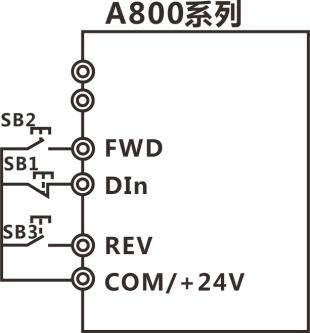 A800系列
SB2
FWD
SB1
DIn
SB3
REV
COM/+24V